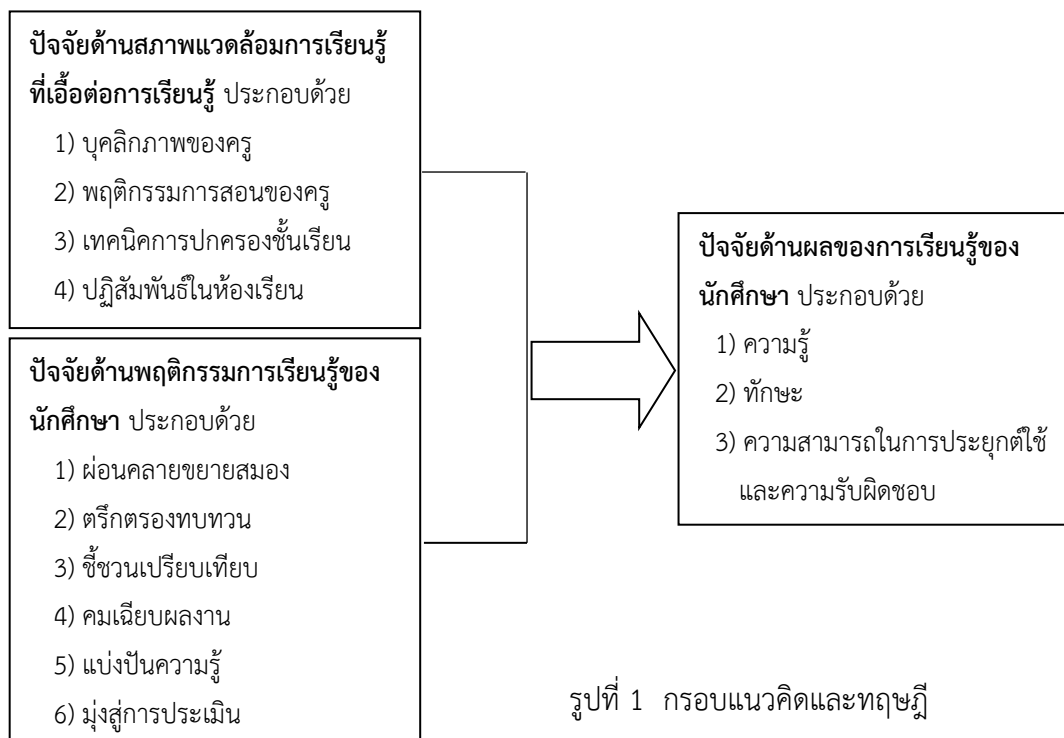 ปัจจัยด้านสภาพแวดล้อมการเรียนรู้
ที่เอื้อต่อการเรียนรู้ ประกอบด้วย
1) บุคลิกภาพของครู
2) พฤติกรรมการสอนของครู
3) เทคนิคการปกครองชั้นเรียน
4) ปฏิสัมพันธ์ในห้องเรียน
ปัจจัยด้านพฤติกรรมการเรียนรู้ของ
นักศึกษา ประกอบด้วย
1) ผ่อนคลายขยายสมอง
2) ตรึกตรองทบทวน
3) ชี้ชวนเปรียบเทียบ
4) คมเฉียบผลงาน
5) แบ่งปันความรู้
6) มุ่งสู่การประเมิน
ปัจจัยด้านผลของการเรียนรู้ของ
นักศึกษา ประกอบด้วย
1) ความรู้
2) ทักษะ
3) ความสามารถในการประยุกต์ใช้
และความรับผิดชอบ
รูปที่ 1 กรอบแนวคิดและทฤษฎี